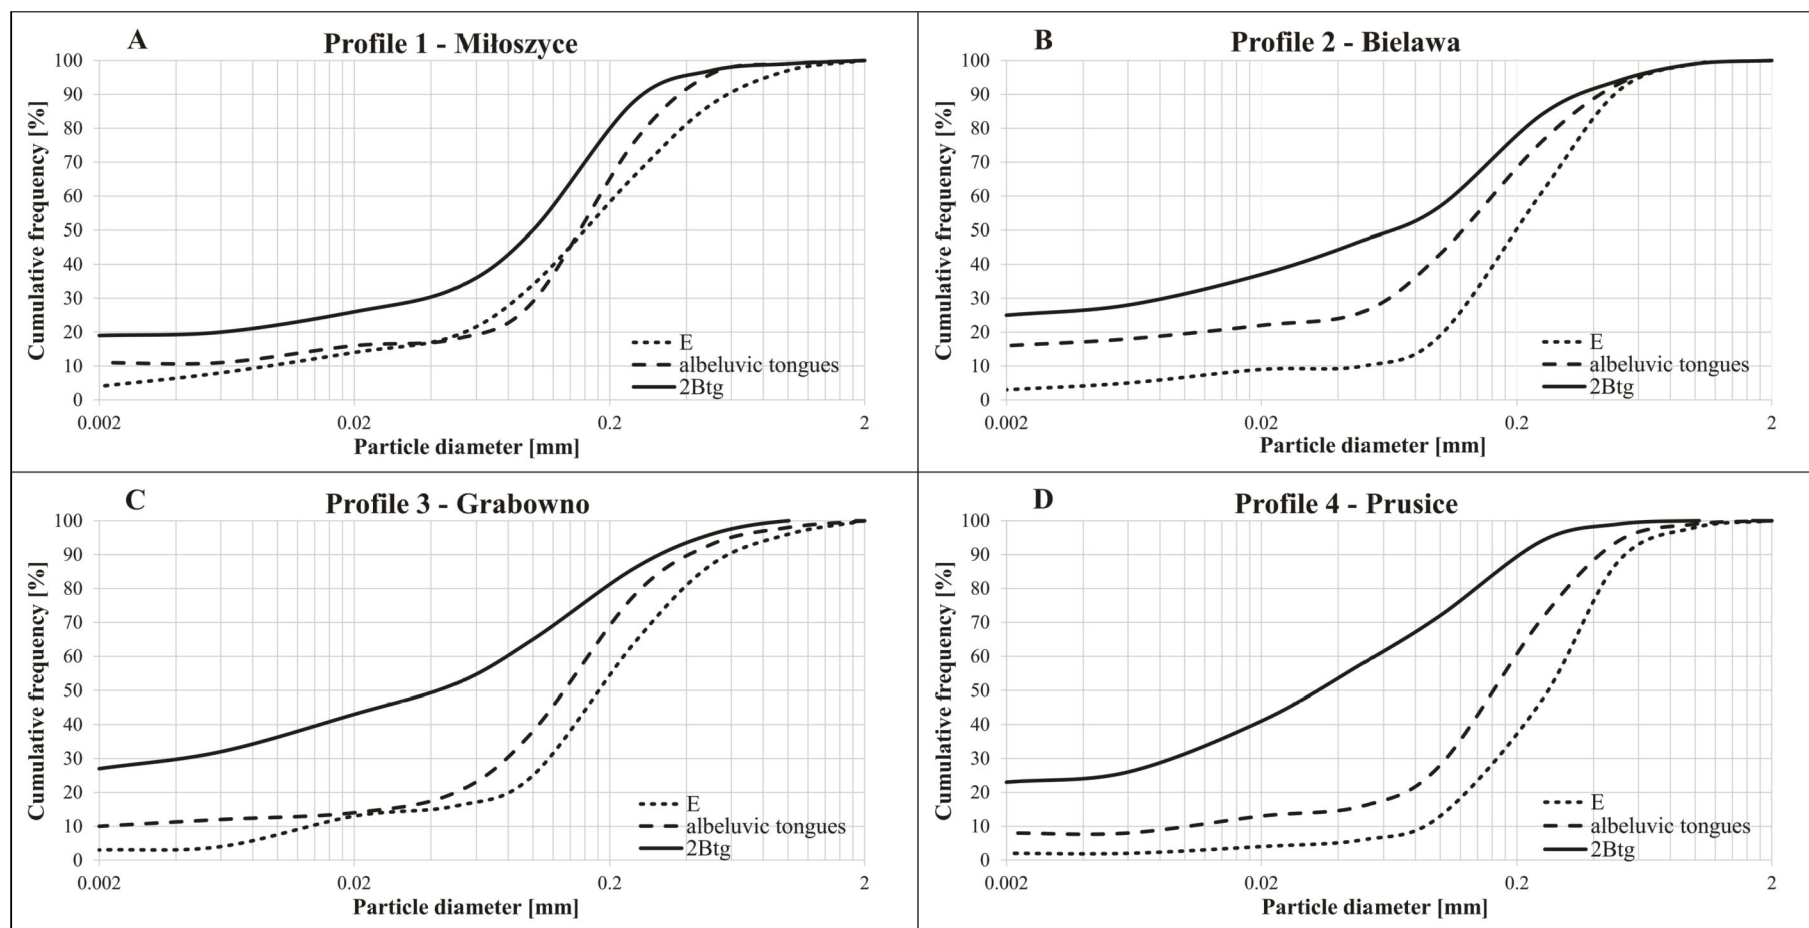 A
Profile 1 - Miłoszyce
Cumulative frequency [%]
100
90
80
70
60
50
40
30
20
10
0
E
albeluvic tongues
2Btg
0.002 0.02 0.2 2
Particle diameter [mm]
B
Profile 2 - Bielawa
Cumulative frequency [%]
100
90
80
70
60
50
40
30
20
10
0
E
albeluvic tongues
2Btg
0.002 0.02 0.2 2
Particle diameter [mm]
C
Profile 3 - Grabowno
Cumulative frequency [%]
100
90
80
70
60
50
40
30
20
10
0
E
albeluvic tongues
2Btg
0.002 0.02 0.2 2
Particle diameter [mm]
D
Profile 4 - Prusice
Cumulative frequency [%]
100
90
80
70
60
50
40
30
20
10
0
E
albeluvic tongues
2Btg
0.002 0.02 0.2 2
Particle diameter [mm]